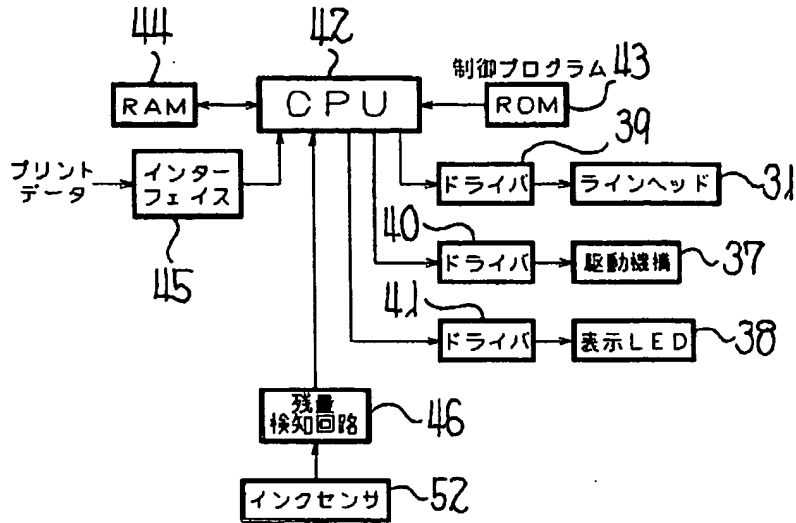 44
42
制御プログラム 43
RAM
CPU
ROM
39
プリント
データ
インター
フェイス
ドライバ
ラインヘッド
31
40
45
ドライバ
駆動機構
37
41
ドライバ
表示LED
38
残量
検知回路
46
インクセンサ
52